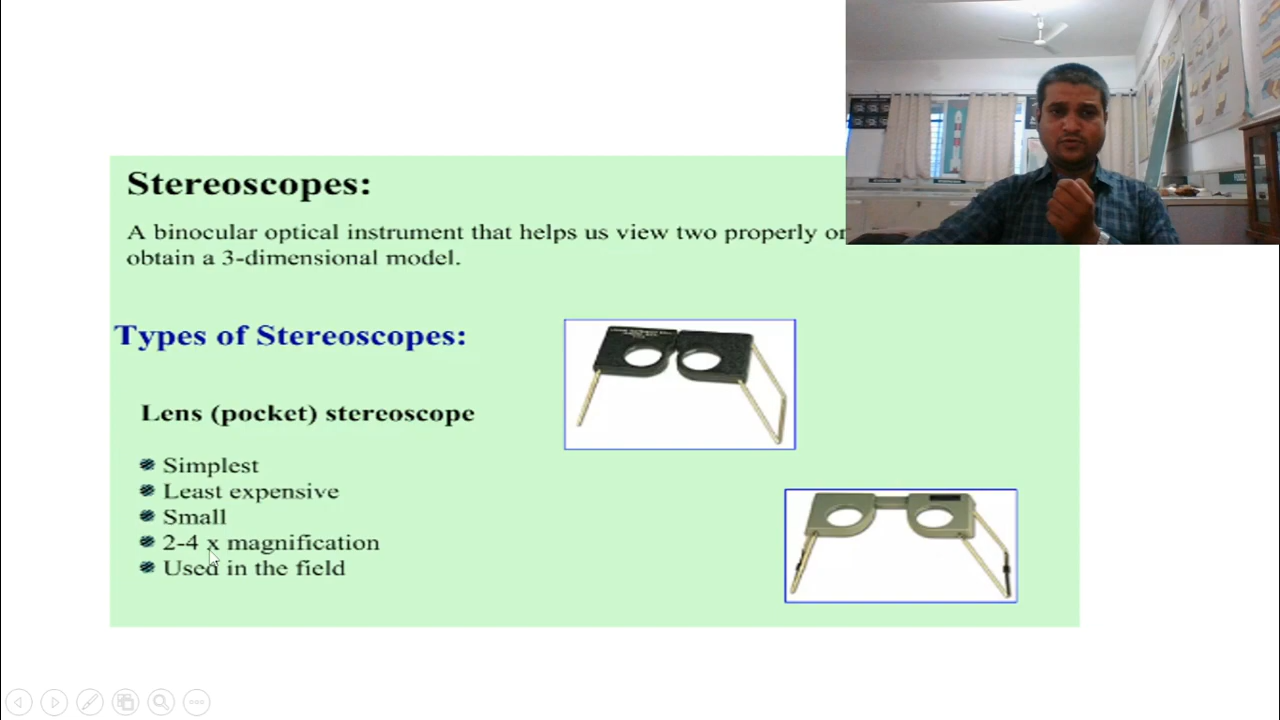 Stereoscopes:
A binocular optical instrument that helps us view two properly
obtain a 3-dimensional model.
Types of Stereoscopes:
Lens (pocket) stereoscope
Simplest
Least expensive
Small
2-4 x magnification
Used in the field